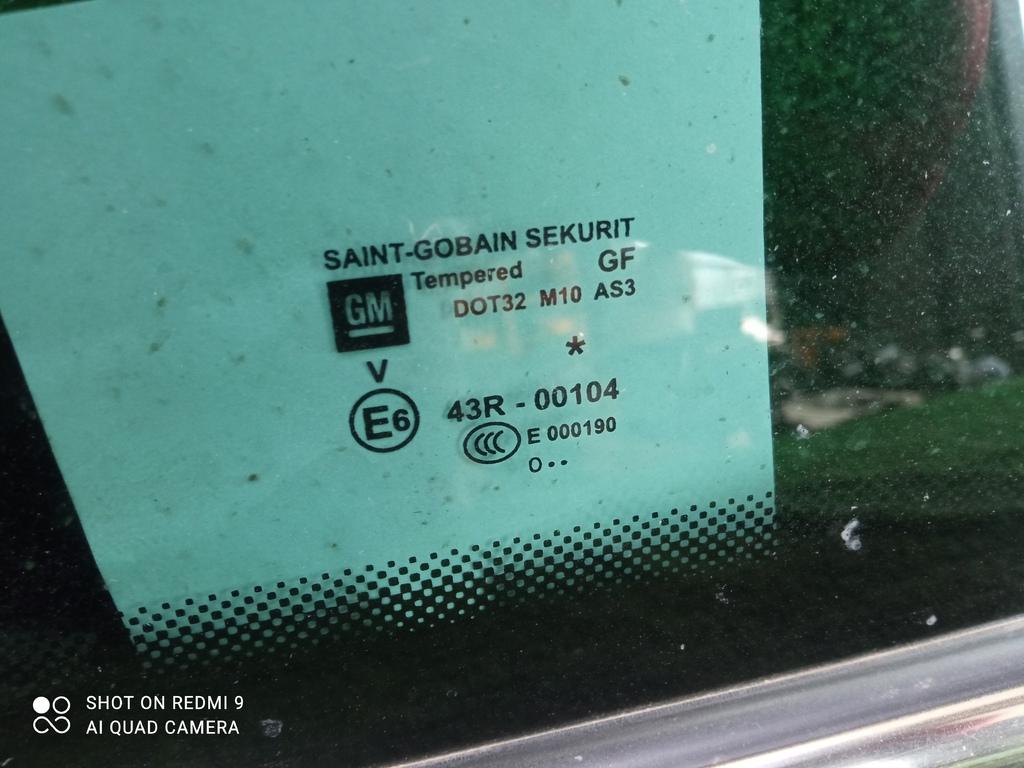 SAINT-GOBAIN SEKURIT
Tempered GF
GM
DOT32 M10 AS3
*
V
E6 43R - 00104
CCC E 000190
O••
SHOT ON REDMI 9
AI QUAD CAMERA